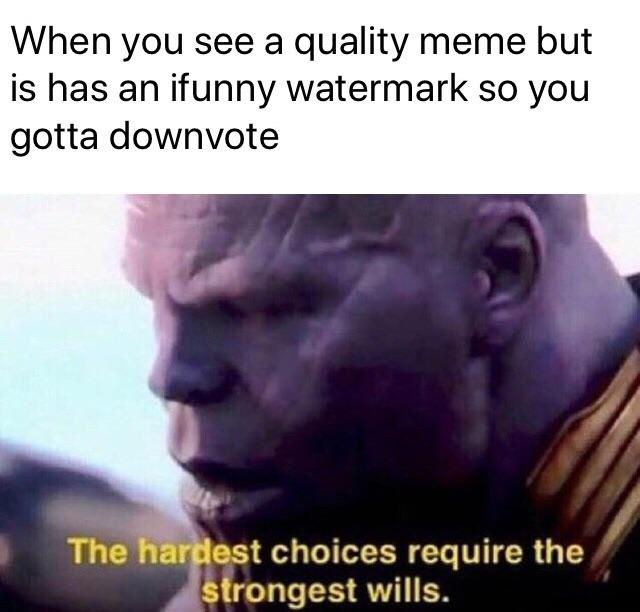 When you see a quality meme but
is has an ifunny watermark so you
gotta downvote
The hardest choices require the
strongest wills.